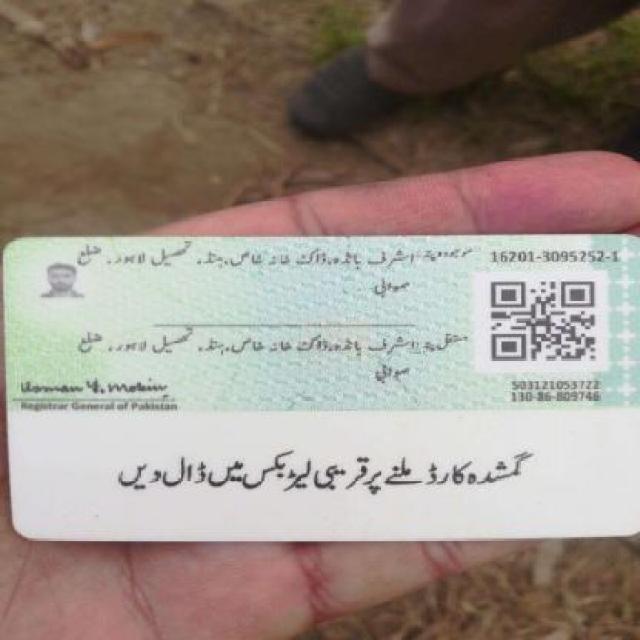 موجودہ پتہ: اشرف بانڈہ، ڈاکخانہ خاص، ہنڈ، تحصیل لاہور، ضلع
صوابی
16201-3095252-1
مستقل پتہ: اشرف بانڈہ، ڈاکخانہ خاص، ہنڈ، تحصیل لاہور، ضلع
صوابی
Usman Y. Mobin
Registrar General of Pakistan
503121053722
130-86-809746
گمشدہ کارڈ ملنے پر قریبی لیٹر بکس میں ڈال دیں